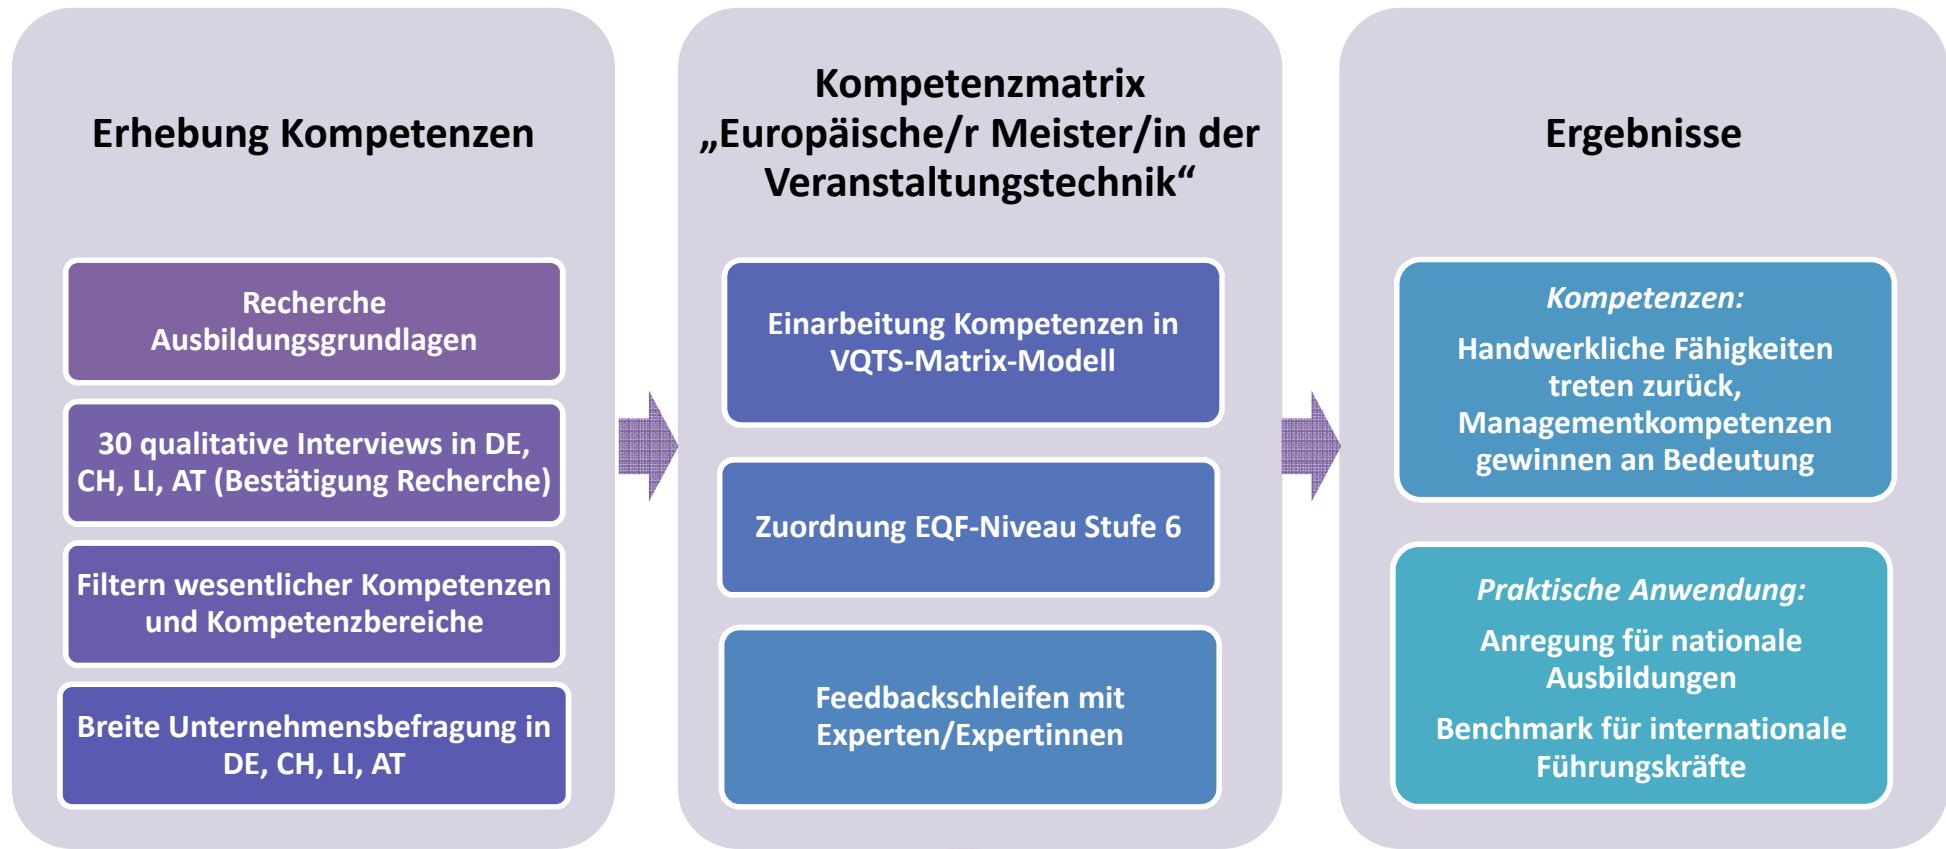 Erhebung Kompetenzen
Recherche
Ausbildungsgrundlagen
30 qualitative Interviews in DE,
CH, LI, AT (Bestätigung Recherche)
Filtern wesentlicher Kompetenzen
und Kompetenzbereiche
Breite Unternehmensbefragung in
DE, CH, LI, AT
Kompetenzmatrix
„Europäische/r Meister/in der
Veranstaltungstechnik“
Einarbeitung Kompetenzen in
VQTS-Matrix-Modell
Zuordnung EQF-Niveau Stufe 6
Feedbackschleifen mit
Experten/Expertinnen
Ergebnisse
Kompetenzen:
Handwerkliche Fähigkeiten
treten zurück,
Managementkompetenzen
gewinnen an Bedeutung
Praktische Anwendung:
Anregung für nationale
Ausbildungen
Benchmark für internationale
Führungskräfte